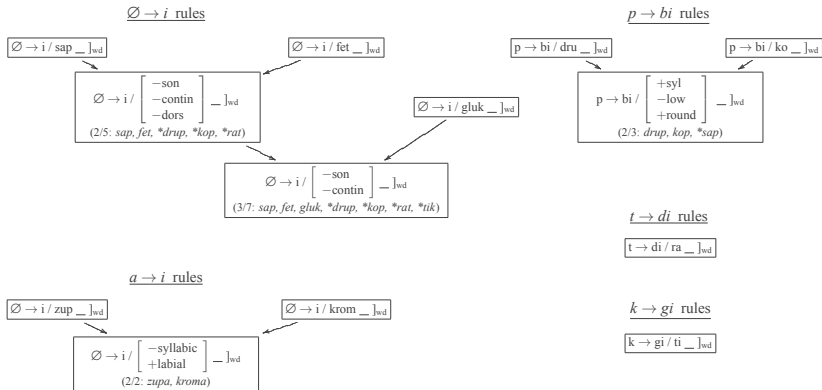 ∅ → i rules
∅ → i / sap __ ]wd
∅ → i / fet __ ]wd
∅ → i / [ −son −contin −dors ] __ ]wd
(2/5: sap, fet, *drup, *kop, *rat)
∅ → i / gluk __ ]wd
∅ → i / [ −son −contin ] __ ]wd
(3/7: sap, fet, gluk, *drup, *kop, *rat, *tik)
a → i rules
∅ → i / zup __ ]wd
∅ → i / krom __ ]wd
∅ → i / [ −syllabic +labial ] __ ]wd
(2/2: zupa, kroma)
p → bi rules
p → bi / dru __ ]wd
p → bi / ko __ ]wd
p → bi / [ +syl −low +round ] __ ]wd
(2/3: drup, kop, *sap)
t → di rules
t → di / ra __ ]wd
k → gi rules
k → gi / ti __ ]wd